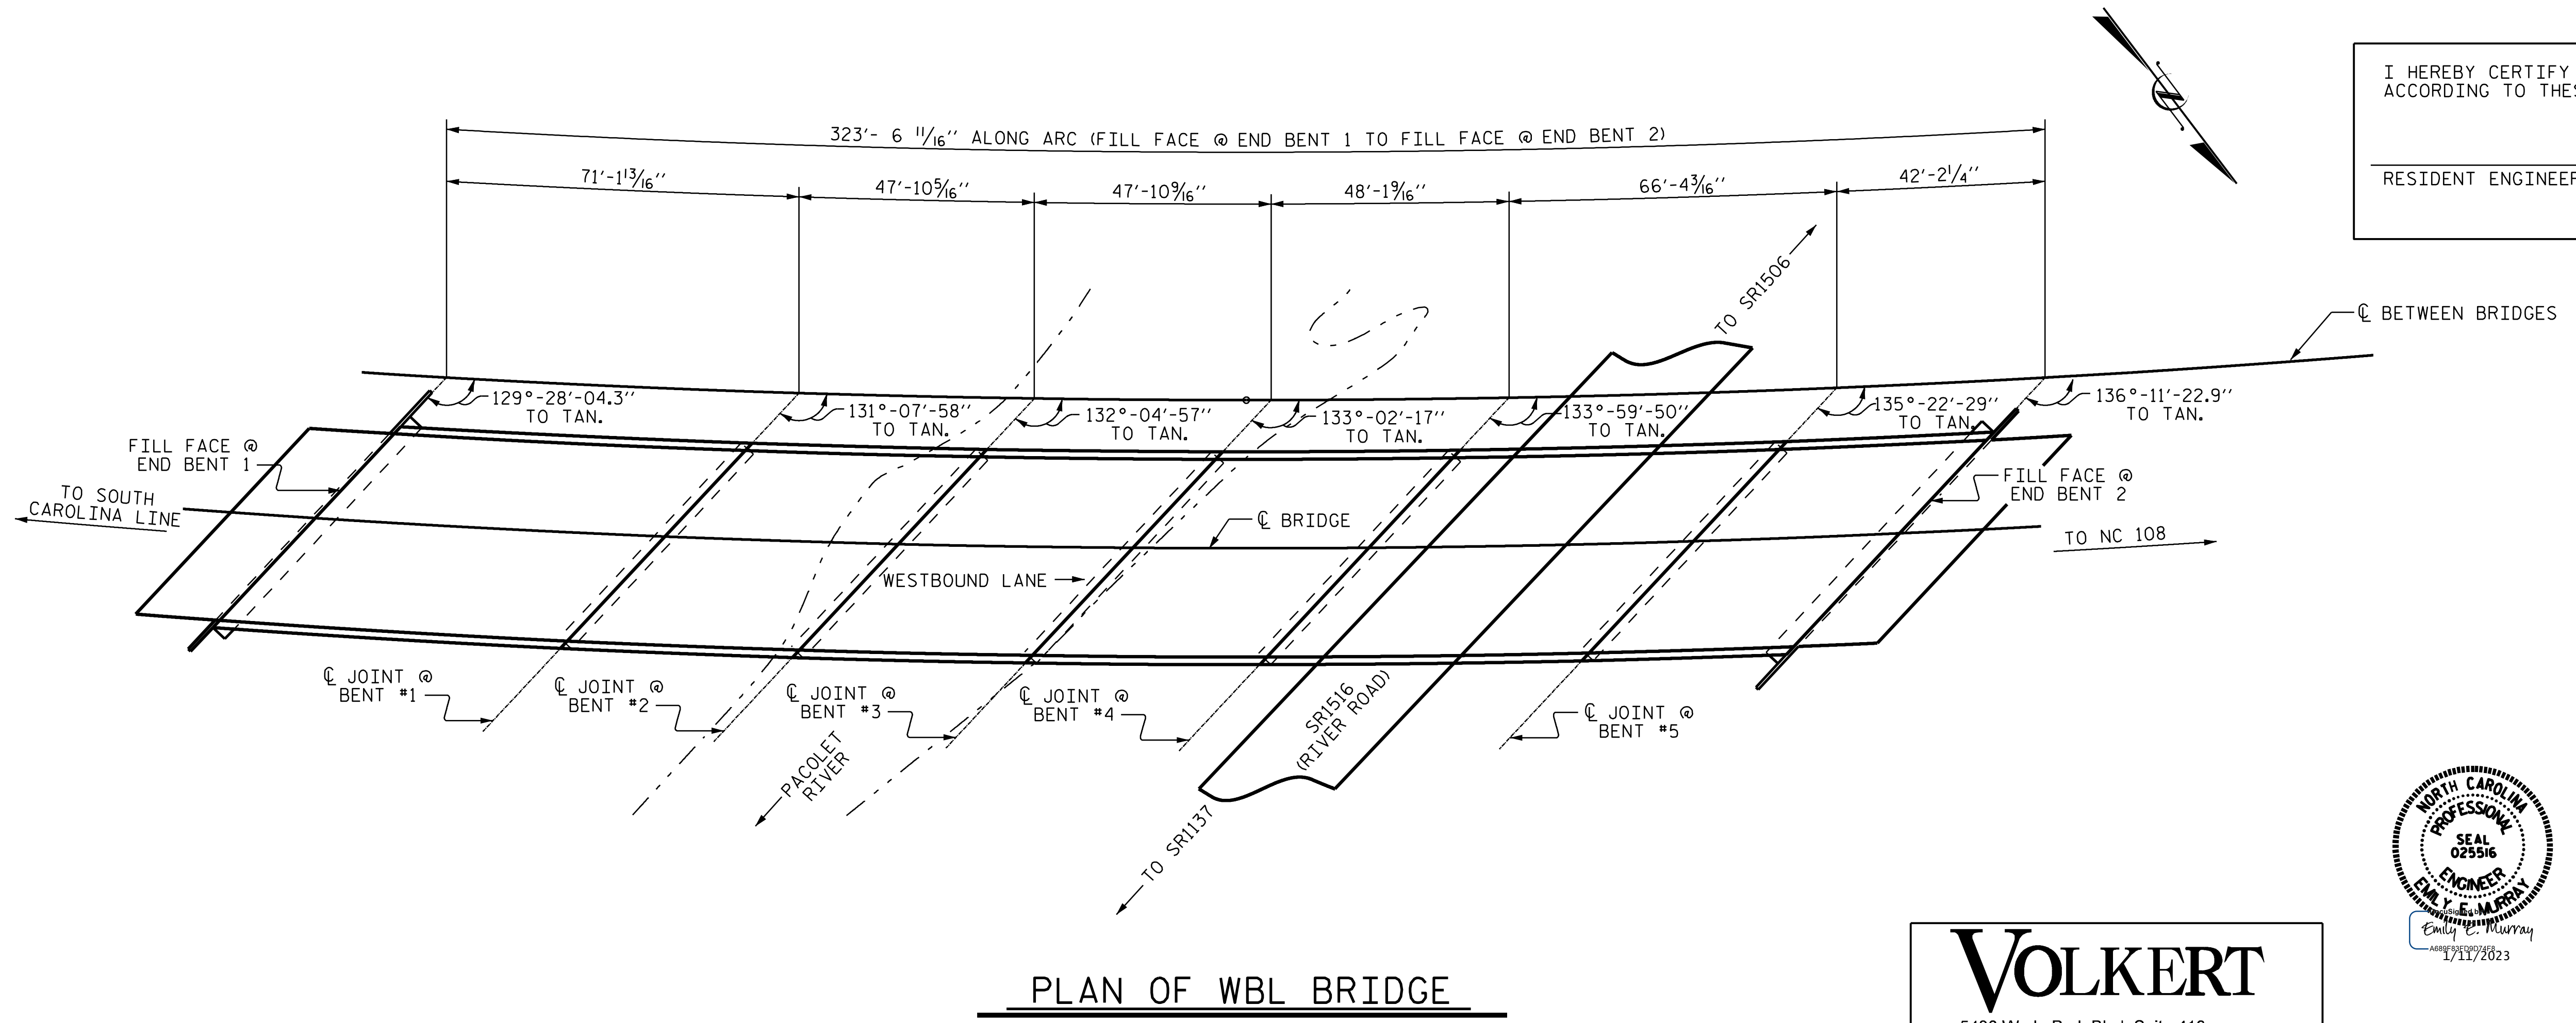 I HEREBY CERTIFY
ACCORDING TO THES
RESIDENT ENGINEER
323'- 6 11/16'' ALONG ARC (FILL FACE @ END BENT 1 TO FILL FACE @ END BENT 2)
71'-1 13/16''
47'-10 5/16''
47'-10 9/16''
48'-1 9/16''
66'-4 3/16''
42'-2 1/4''
TO SR1506
℄ BETWEEN BRIDGES
129°-28'-04.3''
TO TAN.
131°-07'-58''
TO TAN.
132°-04'-57''
TO TAN.
133°-02'-17''
TO TAN.
133°-59'-50''
TO TAN.
135°-22'-29''
TO TAN.
136°-11'-22.9''
TO TAN.
FILL FACE @
END BENT 1
TO SOUTH
CAROLINA LINE
℄ BRIDGE
FILL FACE @
END BENT 2
TO NC 108
WESTBOUND LANE
℄ JOINT @
BENT #1
℄ JOINT @
BENT #2
℄ JOINT @
BENT #3
℄ JOINT @
BENT #4
℄ JOINT @
BENT #5
SR1516
(RIVER ROAD)
PACOLET
RIVER
TO SR1137
NORTH CAROLINA
PROFESSIONAL
SEAL
025516
ENGINEER
EMILY E. MURRAY
Emily E. Murray
A689F83FD9D74F8...
1/11/2023
PLAN OF WBL BRIDGE
VOLKERT